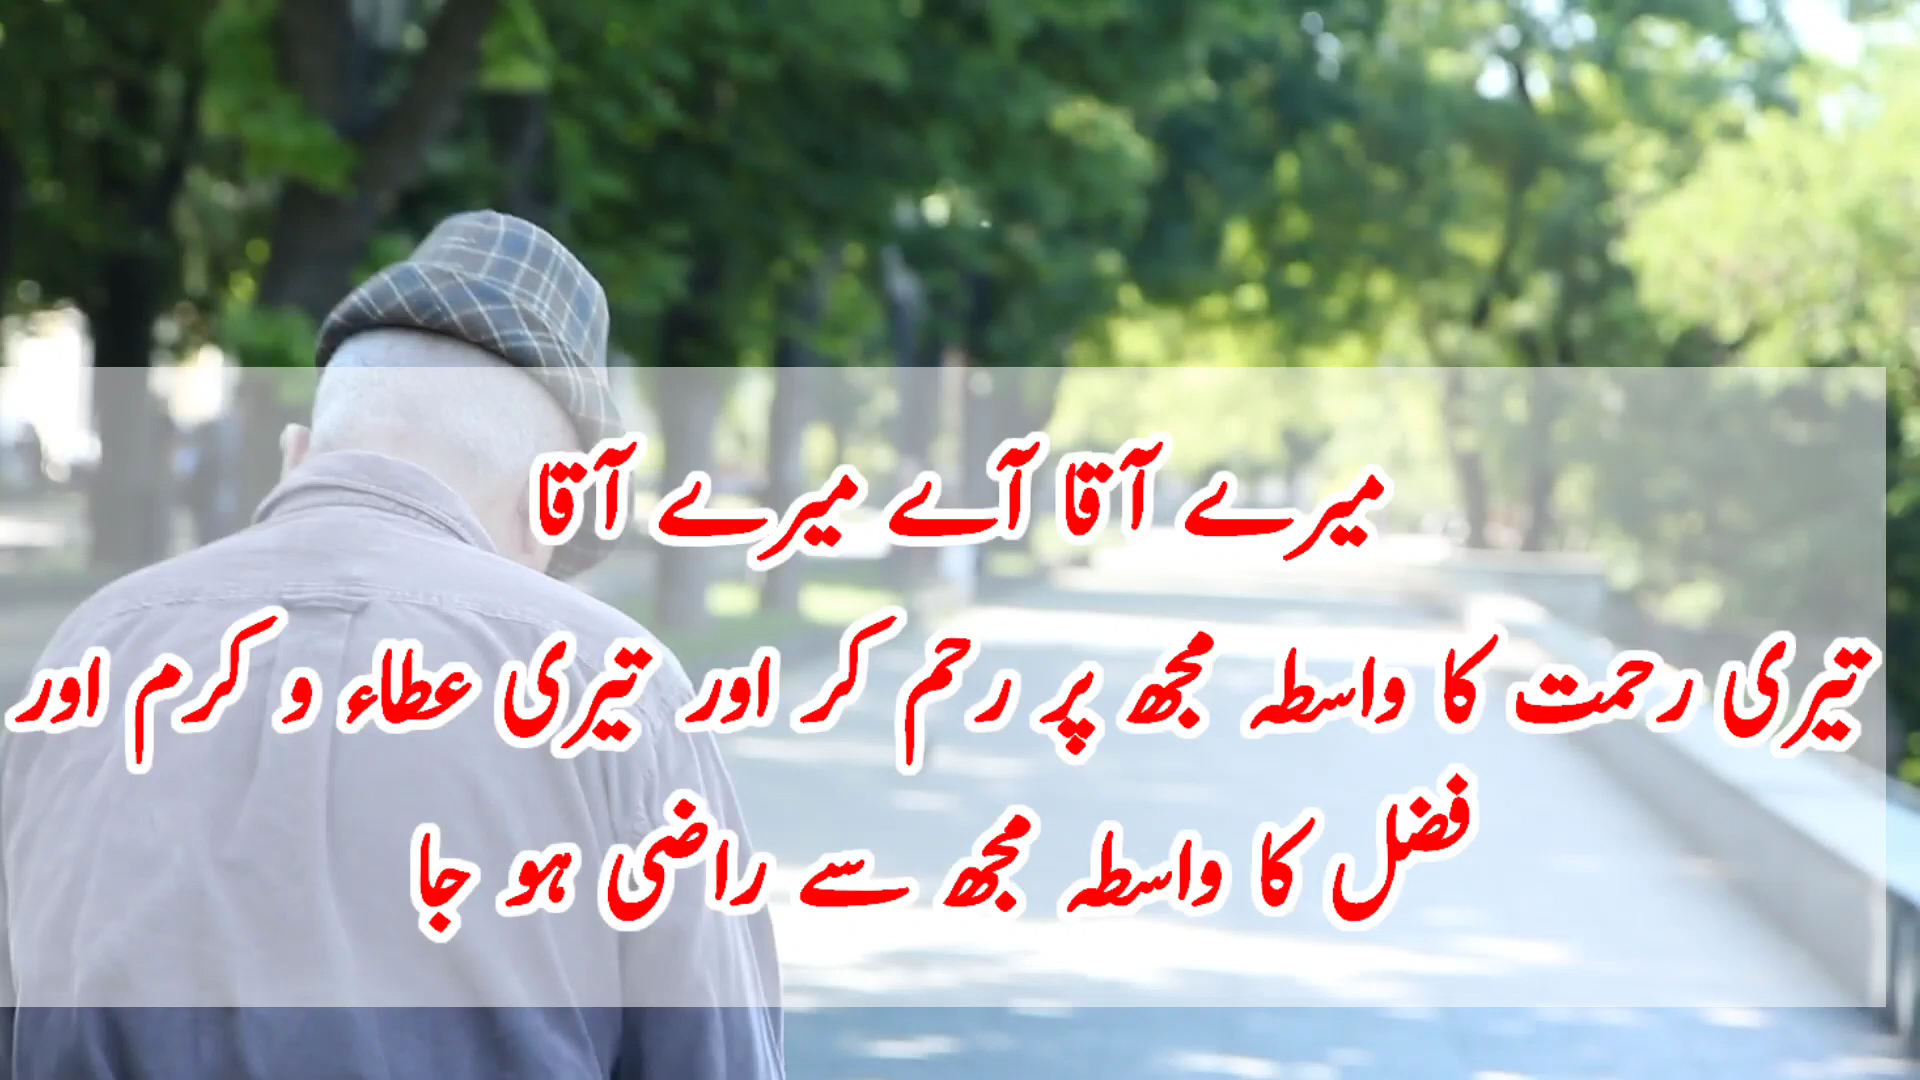 میرے آقا آے میرے آقا
تیری رحمت کا واسطہ مجھ پر رحم کر اور تیری عطاء و کرم اور
فضل کا واسطہ مجھ سے راضی ہو جا